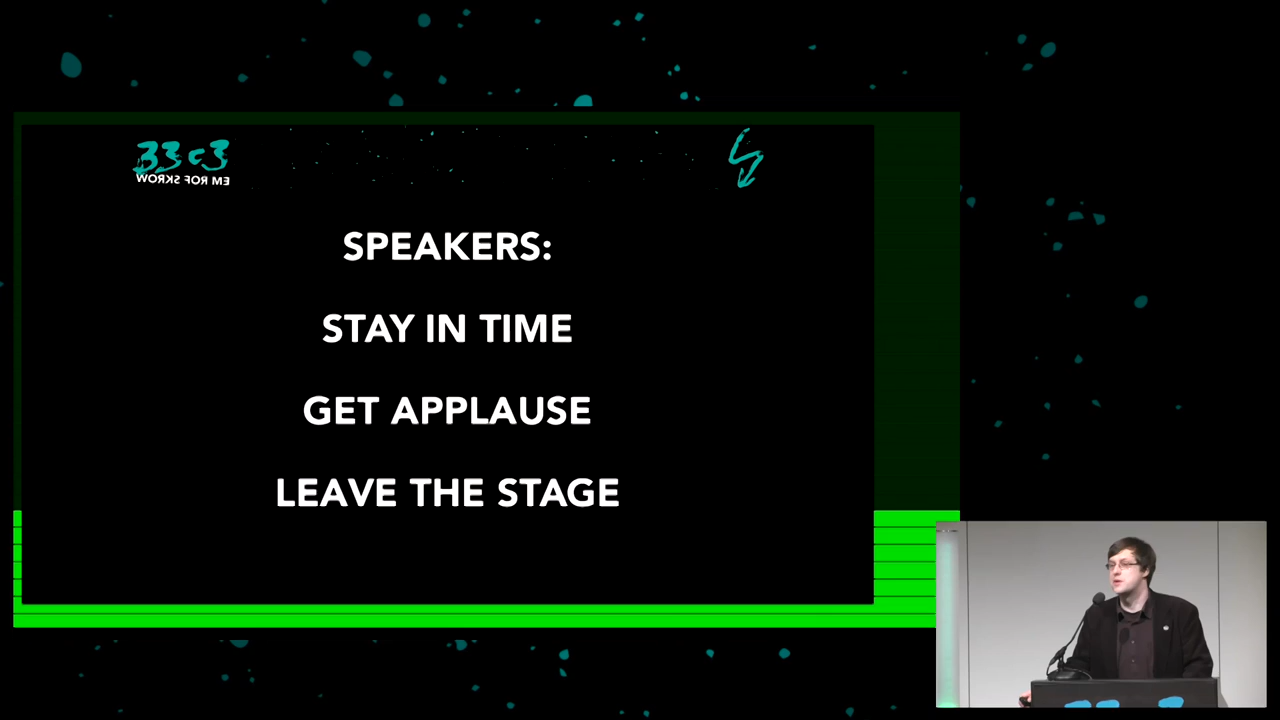 33c3
WORKS FOR ME
SPEAKERS:
STAY IN TIME
GET APPLAUSE
LEAVE THE STAGE